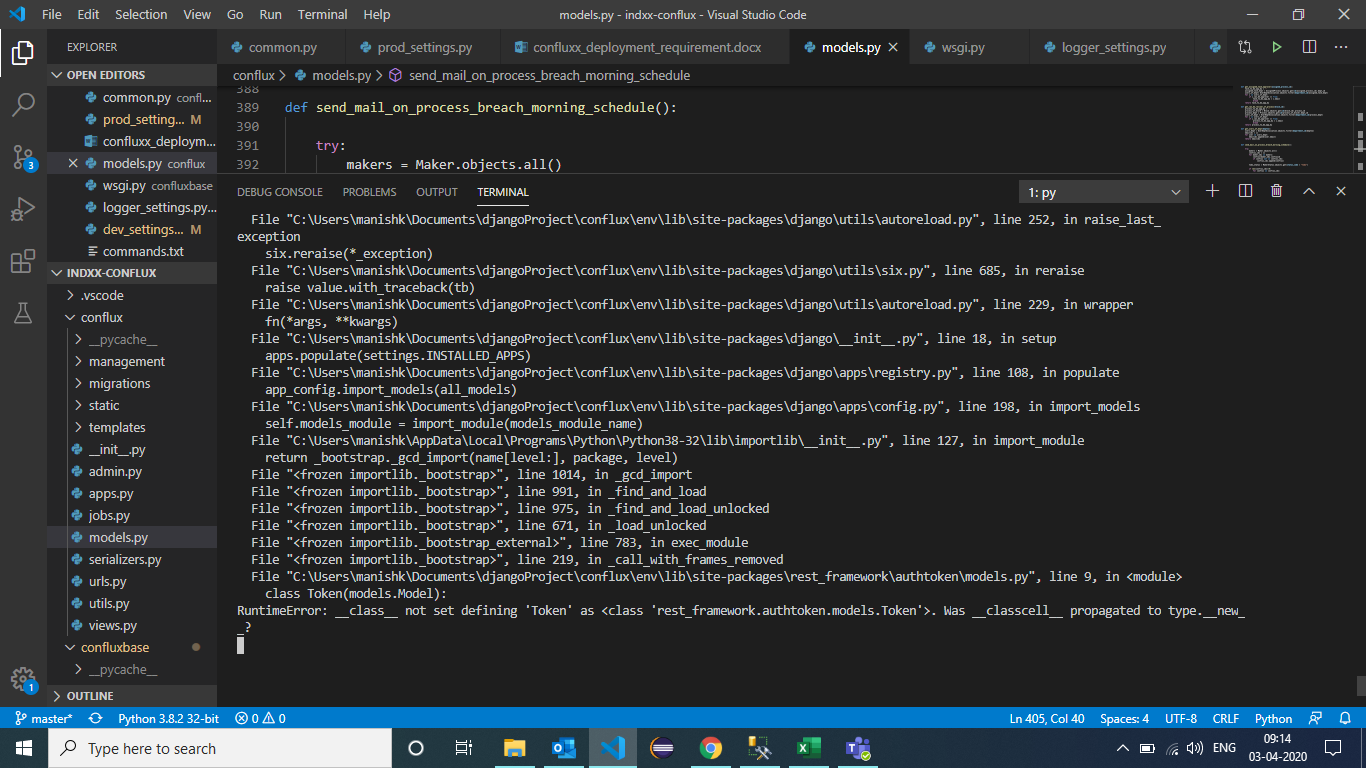 File Edit Selection View Go Run Terminal Help
models.py - indxx-conflux - Visual Studio Code
EXPLORER
OPEN EDITORS
common.py confl...
prod_setting... M
confluxx_deploym...
models.py conflux
wsgi.py confluxbase
logger_settings.py...
dev_settings... M
commands.txt
INDXX-CONFLUX
.vscode
conflux
__pycache__
management
migrations
static
templates
__init__.py
admin.py
apps.py
jobs.py
models.py
serializers.py
urls.py
utils.py
views.py
confluxbase
__pycache__
OUTLINE
3
1
common.py
prod_settings.py
confluxx_deployment_requirement.docx
models.py
wsgi.py
logger_settings.py
conflux > models.py > send_mail_on_process_breach_morning_schedule
388
389 def send_mail_on_process_breach_morning_schedule():
390
391 try:
392 makers = Maker.objects.all()
DEBUG CONSOLE PROBLEMS OUTPUT TERMINAL
1: py
File "C:\Users\manishk\Documents\djangoProject\conflux\env\lib\site-packages\django\utils\autoreload.py", line 252, in raise_last_
exception
six.reraise(*_exception)
File "C:\Users\manishk\Documents\djangoProject\conflux\env\lib\site-packages\django\utils\six.py", line 685, in reraise
raise value.with_traceback(tb)
File "C:\Users\manishk\Documents\djangoProject\conflux\env\lib\site-packages\django\utils\autoreload.py", line 229, in wrapper
fn(*args, **kwargs)
File "C:\Users\manishk\Documents\djangoProject\conflux\env\lib\site-packages\django\__init__.py", line 18, in setup
apps.populate(settings.INSTALLED_APPS)
File "C:\Users\manishk\Documents\djangoProject\conflux\env\lib\site-packages\django\apps\registry.py", line 108, in populate
app_config.import_models(all_models)
File "C:\Users\manishk\Documents\djangoProject\conflux\env\lib\site-packages\django\apps\config.py", line 198, in import_models
self.models_module = import_module(models_module_name)
File "C:\Users\manishk\AppData\Local\Programs\Python\Python38-32\lib\importlib\__init__.py", line 127, in import_module
return _bootstrap._gcd_import(name[level:], package, level)
File "<frozen importlib._bootstrap>", line 1014, in _gcd_import
File "<frozen importlib._bootstrap>", line 991, in _find_and_load
File "<frozen importlib._bootstrap>", line 975, in _find_and_load_unlocked
File "<frozen importlib._bootstrap>", line 671, in _load_unlocked
File "<frozen importlib._bootstrap_external>", line 783, in exec_module
File "<frozen importlib._bootstrap>", line 219, in _call_with_frames_removed
File "C:\Users\manishk\Documents\djangoProject\conflux\env\lib\site-packages\rest_framework\authtoken\models.py", line 9, in <module>
class Token(models.Model):
RuntimeError: __class__ not set defining 'Token' as <class 'rest_framework.authtoken.models.Token'>. Was __classcell__ propagated to type.__new_
_?
master* Python 3.8.2 32-bit 0 0
Ln 405, Col 40 Spaces: 4 UTF-8 CRLF Python
Type here to search
ENG
09:14
03-04-2020